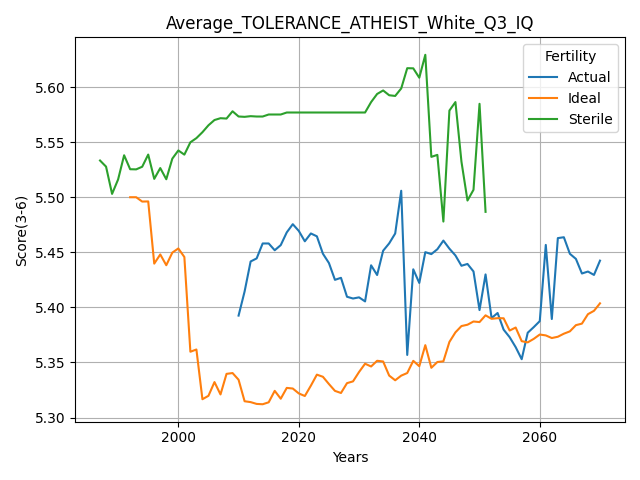 Average_TOLERANCE_ATHEIST_White_Q3_IQ
Fertility
Actual
Ideal
Sterile
Score(3-6)
5.60
5.55
5.50
5.45
5.40
5.35
5.30
2000
2020
2040
2060
Years